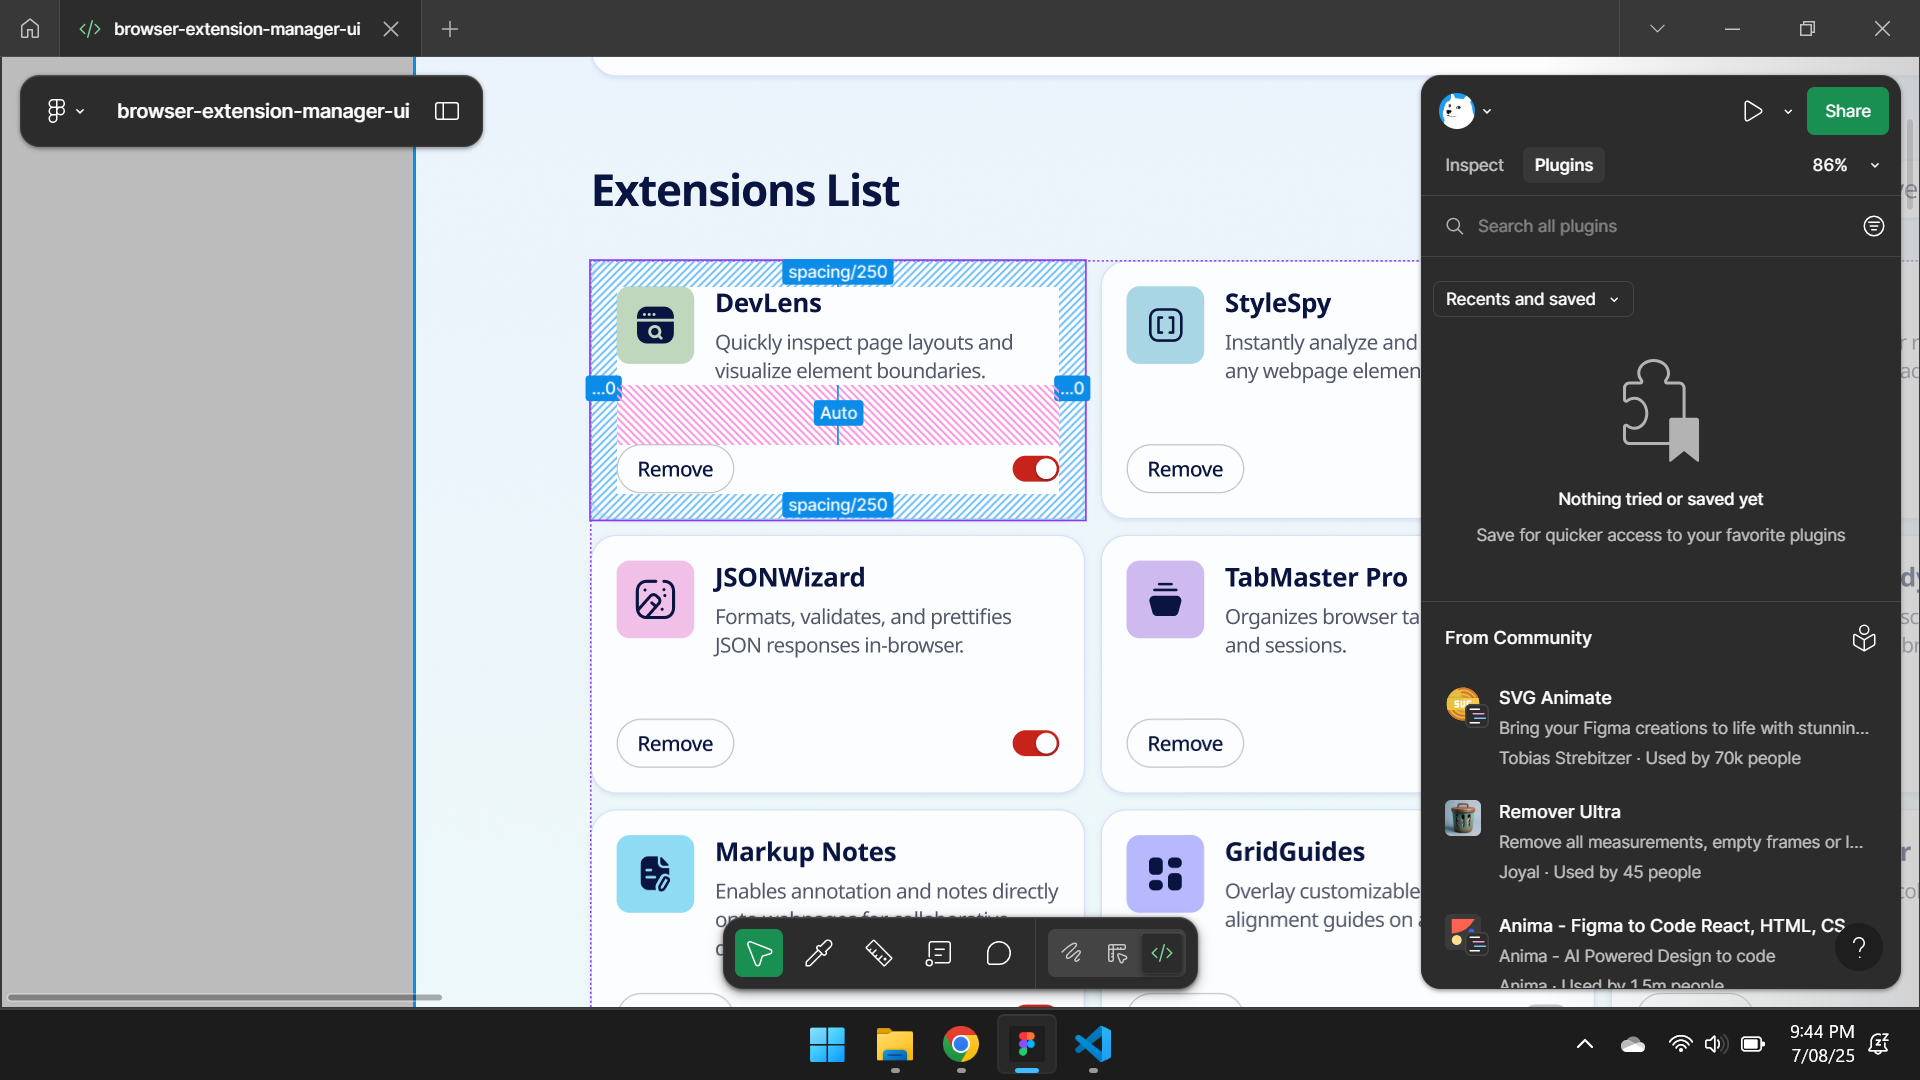 browser-extension-manager-ui
browser-extension-manager-ui
Share
Inspect
Plugins
86%
Search all plugins
Recents and saved
Nothing tried or saved yet
Save for quicker access to your favorite plugins
From Community
SVG Animate
Bring your Figma creations to life with stunnin...
Tobias Strebitzer · Used by 70k people
Remover Ultra
Remove all measurements, empty frames or l...
Joyal · Used by 45 people
Anima - Figma to Code React, HTML, CS
Anima - AI Powered Design to code
Anima · Used by 1.5m people
?
Extensions List
spacing/250
DevLens
Quickly inspect page layouts and
visualize element boundaries.
...0
...0
Auto
Remove
spacing/250
StyleSpy
Instantly analyze and
any webpage elemen
Remove
JSONWizard
Formats, validates, and prettifies
JSON responses in-browser.
Remove
TabMaster Pro
Organizes browser ta
and sessions.
Remove
Markup Notes
Enables annotation and notes directly
onto webpages for collaborative
GridGuides
Overlay customizable
alignment guides on a
9:44 PM
7/08/25